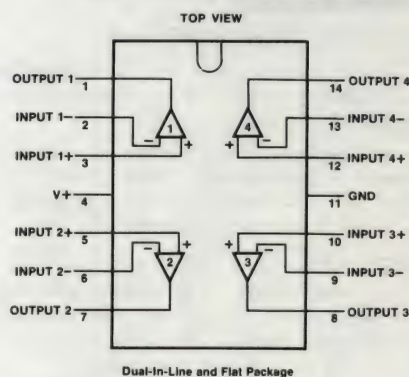 TOP VIEW
OUTPUT 1 1
14 OUTPUT 4
INPUT 1− 2
13 INPUT 4−
INPUT 1+ 3
12 INPUT 4+
1 − +
4 + −
V+ 4
11 GND
INPUT 2+ 5
10 INPUT 3+
INPUT 2− 6
9 INPUT 3−
2 − +
3 + −
OUTPUT 2 7
8 OUTPUT 3
Dual-In-Line and Flat Package